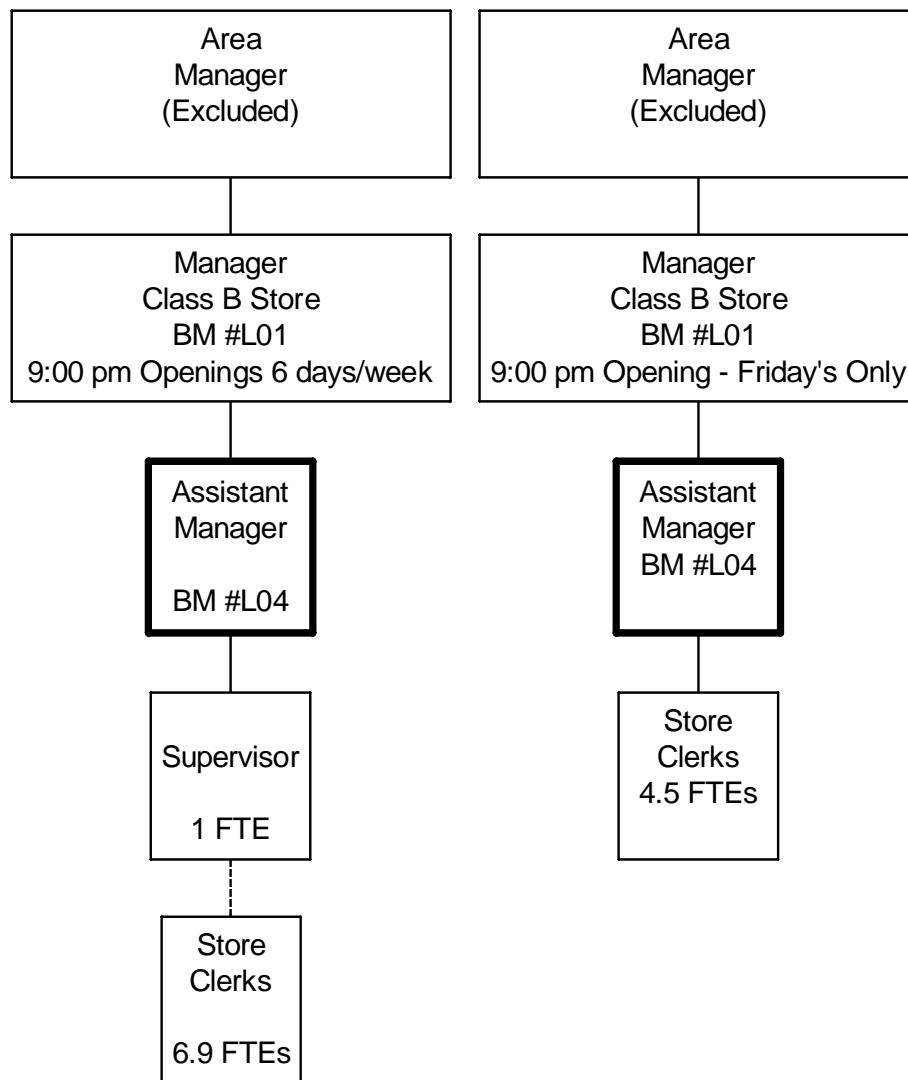 Area
Manager
(Excluded)
Area
Manager
(Excluded)
Manager
Class B Store
BM #L01
9:00 pm Openings 6 days/week
Manager
Class B Store
BM #L01
9:00 pm Opening - Friday's Only
Assistant
Manager
BM #L04
Assistant
Manager
BM #L04
Supervisor
1 FTE
Store
Clerks
4.5 FTEs
Store
Clerks
6.9 FTEs